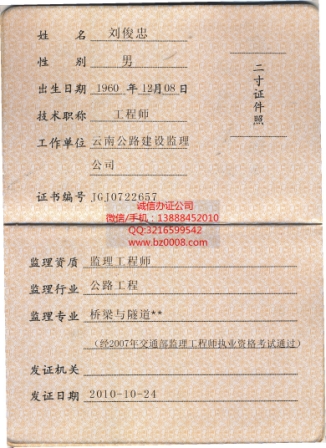 姓 名 刘俊忠
性 别 男
出生日期 1960 年12月08日
技术职称 工程师
工作单位 云南公路建设监理
公司
二寸证件照
证书编号 JGJ0722657
诚信办证公司
微信/手机：13888452010
QQ:3216599542
www.bz0008.com
监理资质 监理工程师
监理行业 公路工程
监理专业 桥梁与隧道**
（经2007年交通部监理工程师执业资格考试通过）
发证机关
发证日期 2010-10-24